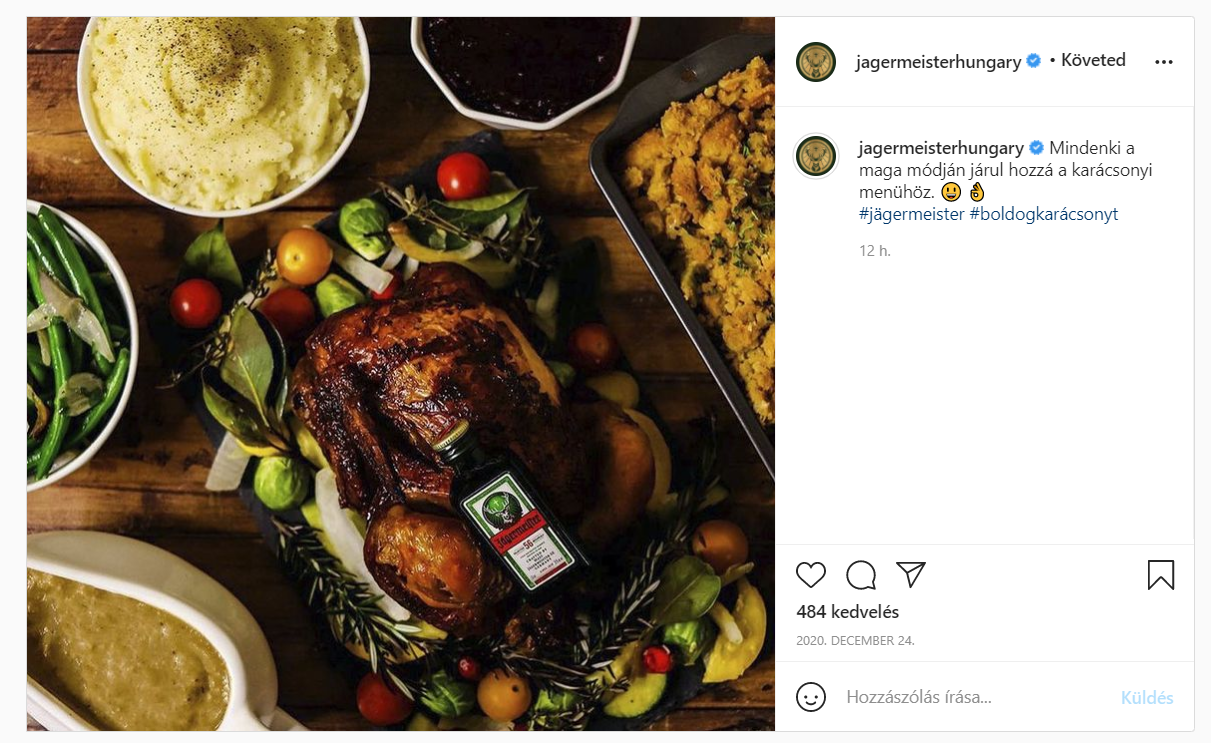 jagermeisterhungary • Követed
jagermeisterhungary Mindenki a
maga módján járul hozzá a karácsonyi
menühöz. 😃 👌
#jägermeister #boldogkarácsonyt
12 h.
Jägermeister
56
484 kedvelés
2020. DECEMBER 24.
Hozzászólás írása...
Küldés